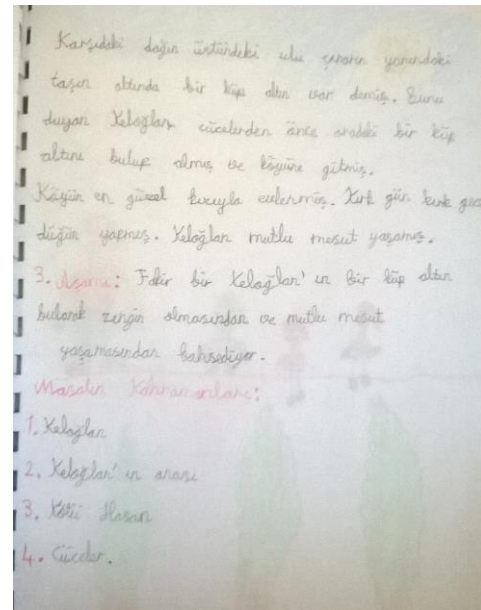 Karşıdaki dağın üstündeki ulu çınarın yanındaki
taşın altında bir küp altın var demiş. Bunu
duyan Keloğlan cücelerden önce oradaki bir küp
altını bulup almış ve köyüne gitmiş.
Köyün en güzel kızıyla evlenmiş. Kırk gün kırk gece
düğün yapmış. Keloğlan mutlu mesut yaşamış.
3. Aşama: Fakir bir Keloğlan'ın bir küp altın
bularak zengin olmasından ve mutlu mesut
yaşamasından bahsediyor.
Masalın Kahramanları:
1. Keloğlan
2. Keloğlan'ın anası
3. Kötü Hasan
4. Cüceler.